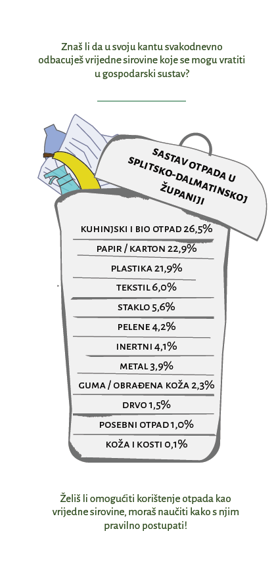 Znaš li da u svoju kantu svakodnevno
odbacuješ vrijedne sirovine koje se mogu vratiti
u gospodarski sustav?
SASTAV OTPADA U
SPLITSKO-DALMATINSKOJ
ŽUPANIJI
KUHINJSKI I BIO OTPAD 26,5%
PAPIR / KARTON 22,9%
PLASTIKA 21,9%
TEKSTIL 6,0%
STAKLO 5,6%
PELENE 4,2%
INERTNI 4,1%
METAL 3,9%
GUMA / OBRAĐENA KOŽA 2,3%
DRVO 1,5%
POSEBNI OTPAD 1,0%
KOŽA I KOSTI 0,1%
Želiš li omogućiti korištenje otpada kao
vrijedne sirovine, moraš naučiti kako s njim
pravilno postupati!